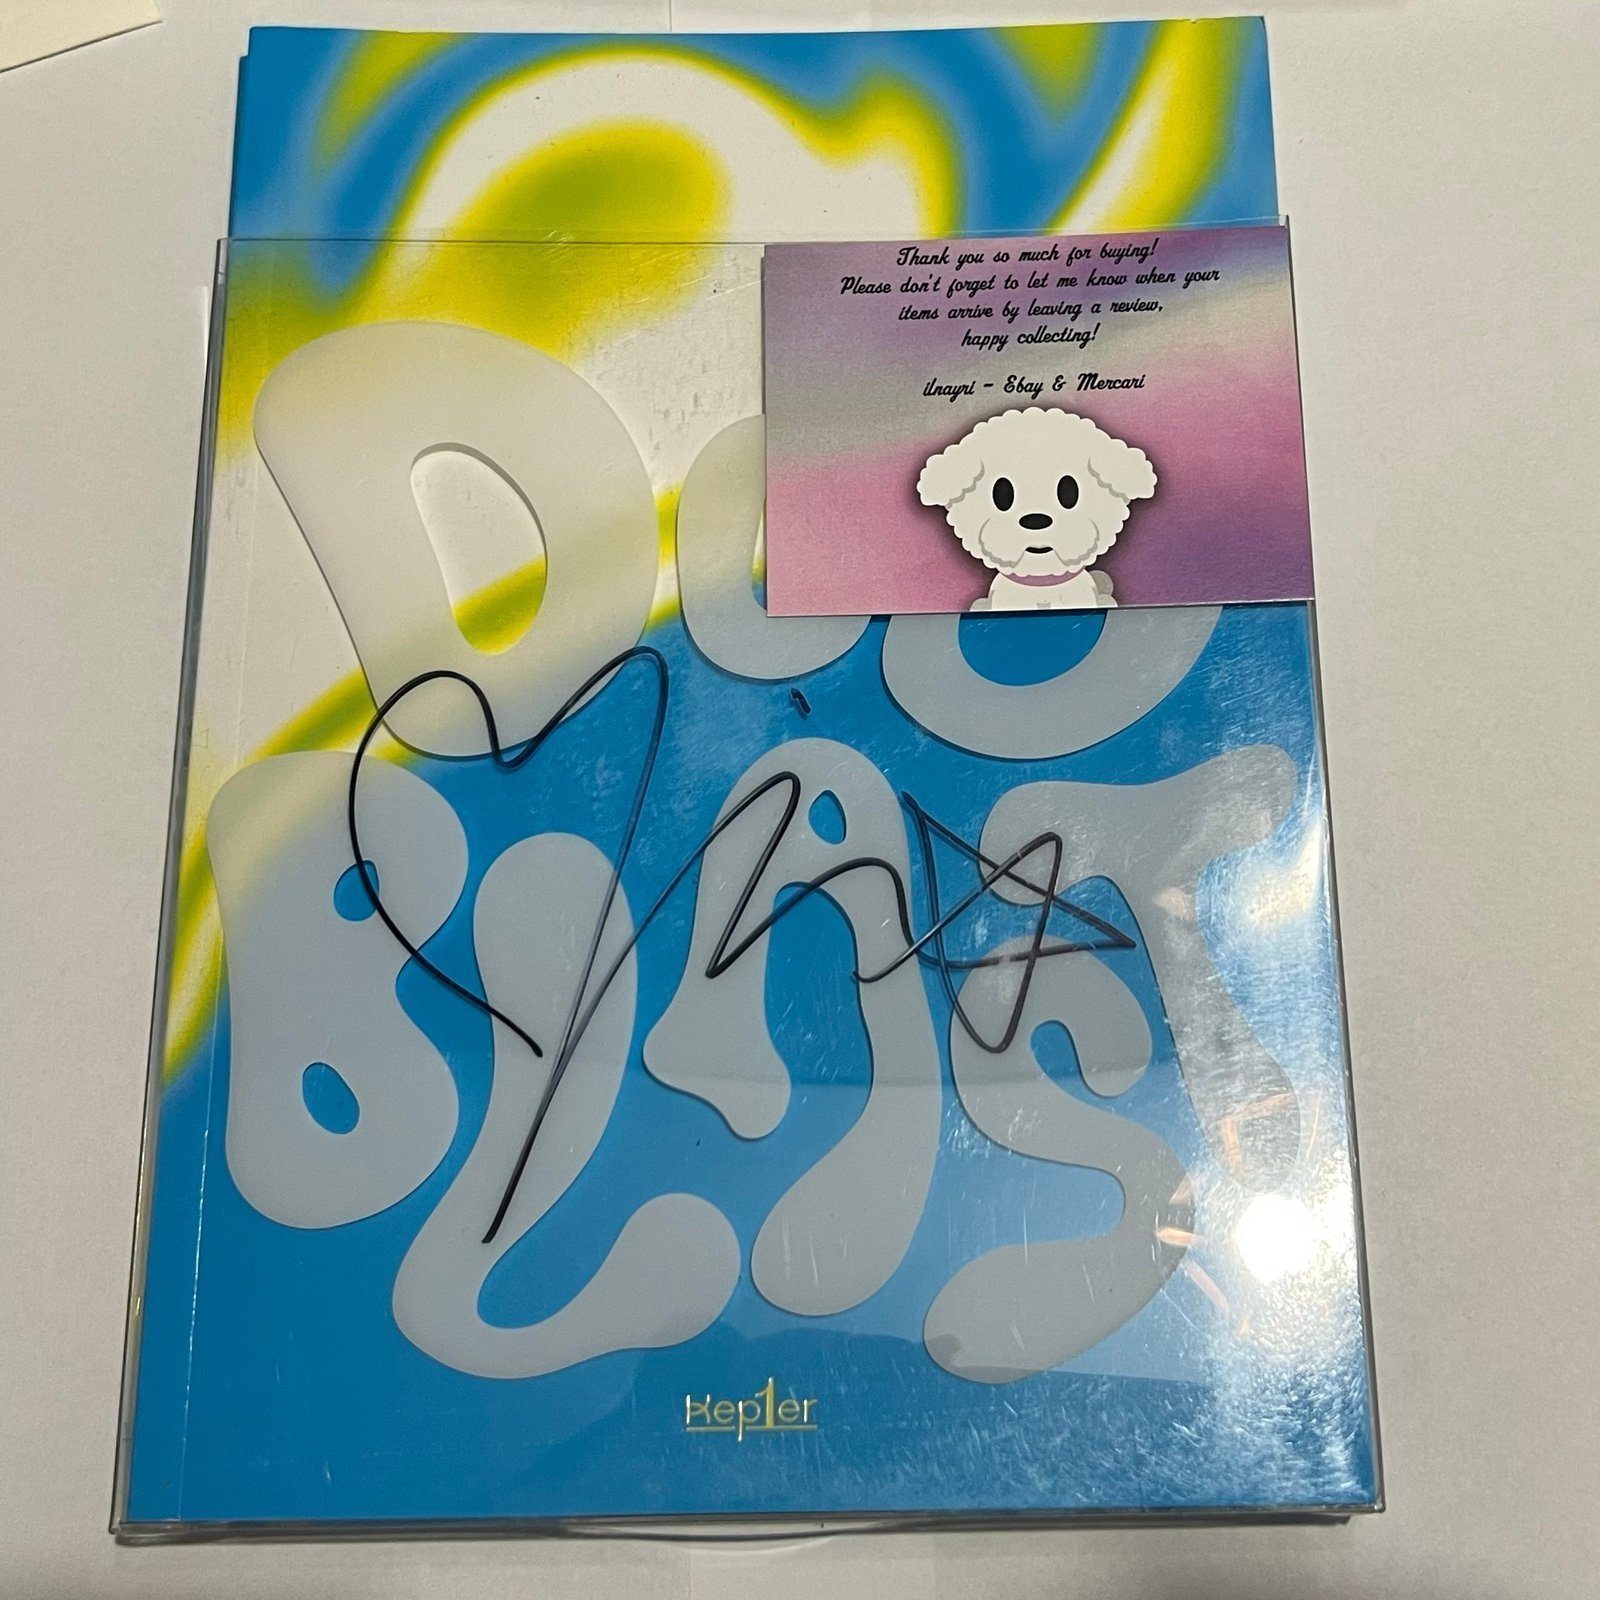 Thank you so much for buying!
Please don't forget to let me know when your
items arrive by leaving a review,
happy collecting!
ilnayri - Ebay & Mercari
BLAST
Kep1er